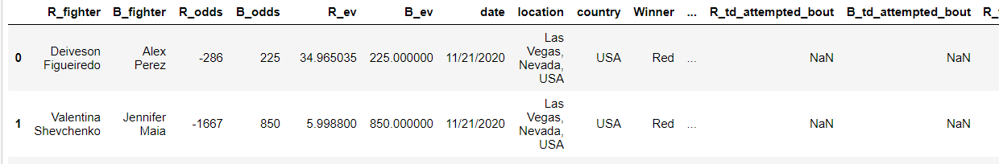 R_fighter B_fighter R_odds B_odds R_ev B_ev date location country Winner ... R_td_attempted_bout B_td_attempted_bout
0 Deiveson Figueiredo Alex Perez -286 225 34.965035 225.000000 11/21/2020 Las Vegas, Nevada, USA USA Red ... NaN NaN
1 Valentina Shevchenko Jennifer Maia -1667 850 5.998800 850.000000 11/21/2020 Las Vegas, Nevada, USA USA Red ... NaN NaN